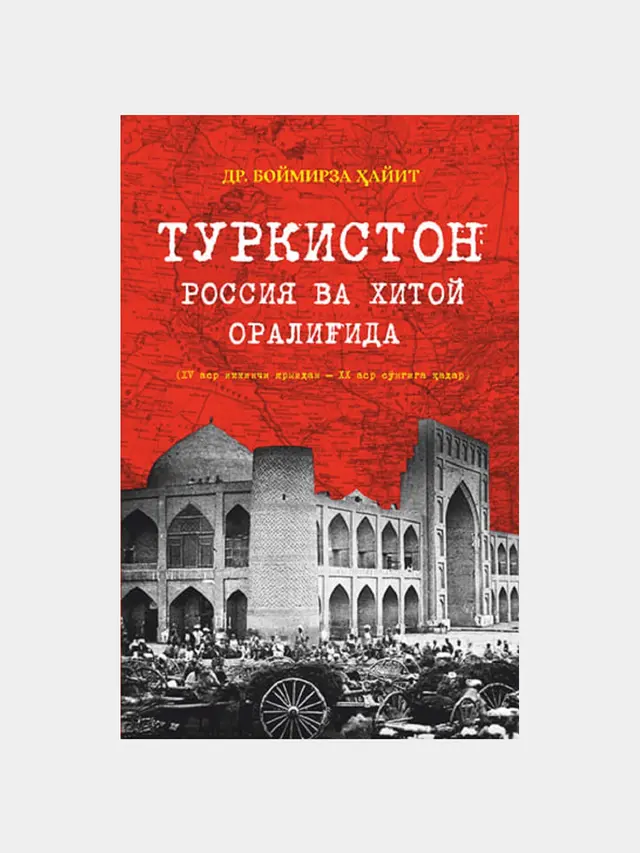 ДР. БОЙМИРЗА ҲАЙИТ
ТУРКИСТОН
РОССИЯ ВА ХИТОЙ
ОРАЛИҒИДА
(XV аср иккинчи ярмидан — XX аср сўнгига қадар)